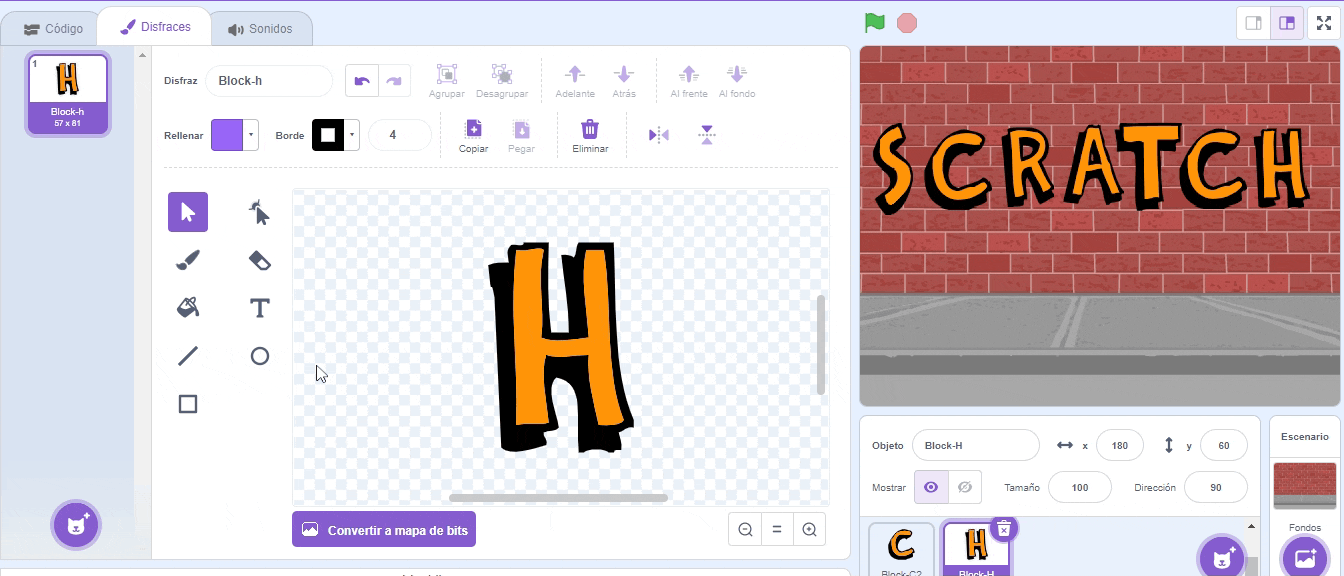 Código Disfraces Sonidos
1
H
Block-h
57 x 81
Disfraz Block-h
Agrupar Desagrupar Adelante Atrás Al frente Al fondo
Rellenar Borde 4
Copiar Pegar Eliminar
T
H
Convertir a mapa de bits
SCRATCH
Objeto Block-H x 180 y 60
Mostrar Tamaño 100 Dirección 90
C H
Block-C2 Block-H
Escenario
Fondos